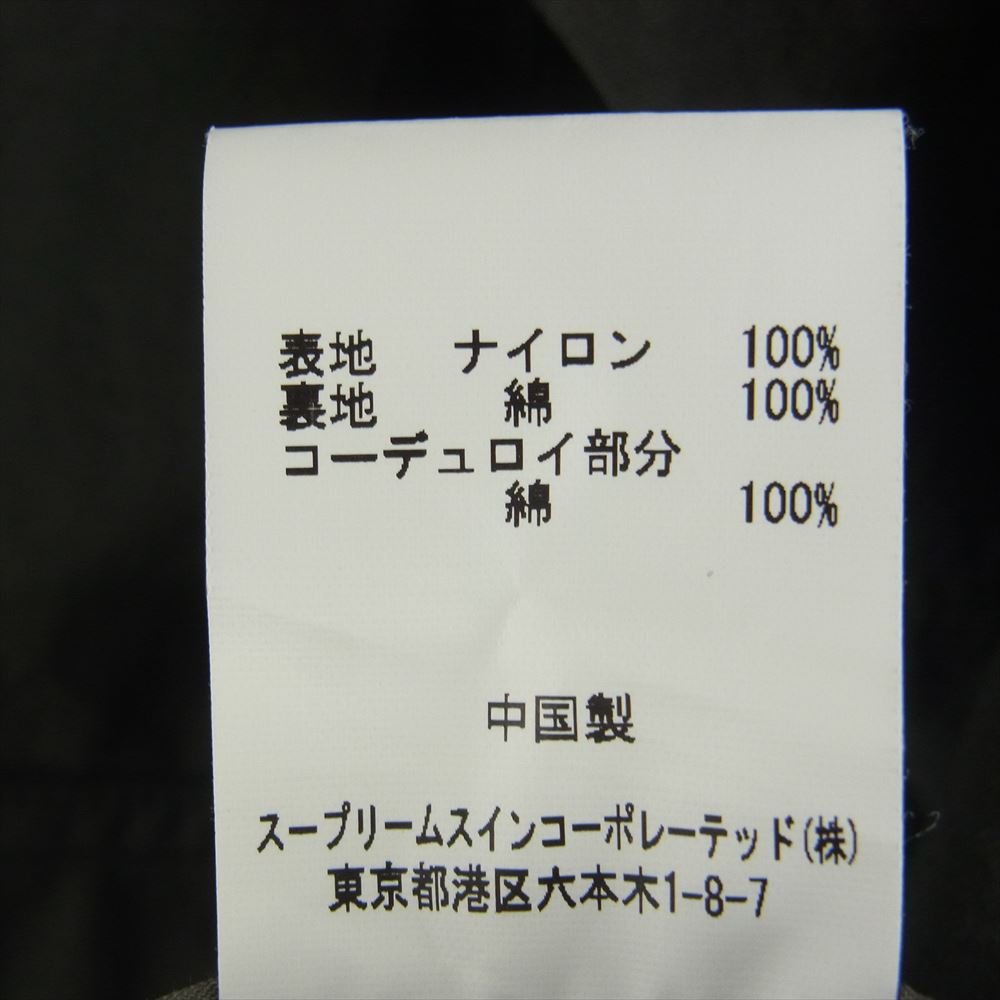 表地 ナイロン 100%
裏地 綿 100%
コーデュロイ部分
綿 100%
中国製
スープリームスインコーポレーテッド(株)
東京都港区六本木1-8-7